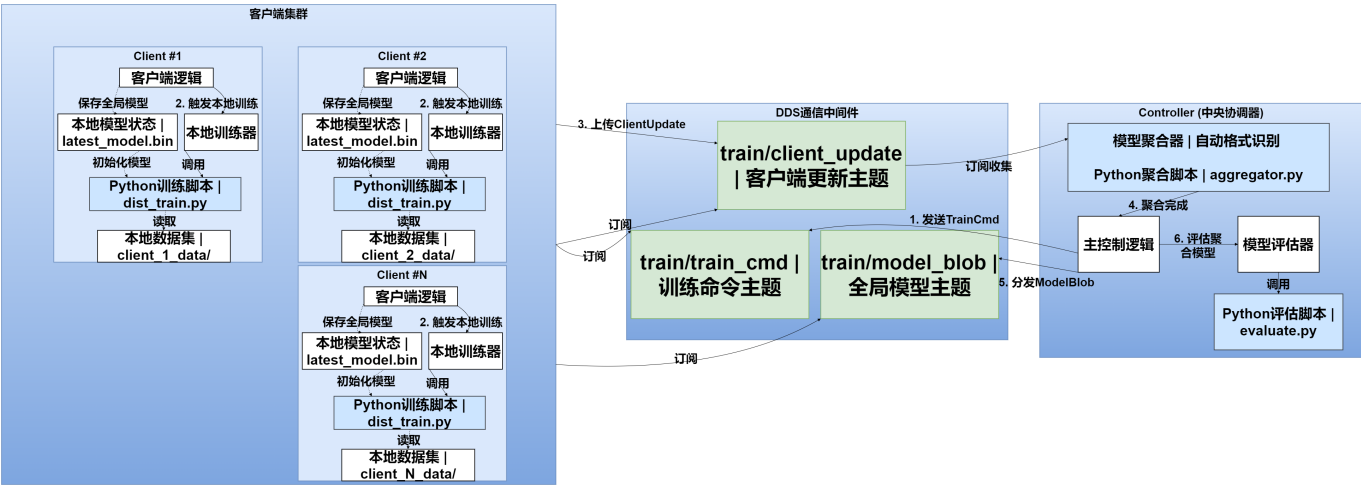 客户端集群
Client #1
客户端逻辑
保存全局模型
2. 触发本地训练
本地模型状态 |
latest_model.bin
本地训练器
初始化模型
调用
Python训练脚本 |
dist_train.py
读取
本地数据集 |
client_1_data/
Client #2
客户端逻辑
保存全局模型
2. 触发本地训练
本地模型状态 |
latest_model.bin
本地训练器
初始化模型
调用
Python训练脚本 |
dist_train.py
读取
本地数据集 |
client_2_data/
Client #N
客户端逻辑
保存全局模型
2. 触发本地训练
本地模型状态 |
latest_model.bin
本地训练器
初始化模型
调用
Python训练脚本 |
dist_train.py
读取
本地数据集 |
client_N_data/
3. 上传ClientUpdate
订阅
订阅
订阅
DDS通信中间件
train/client_update
| 客户端更新主题
train/train_cmd |
训练命令主题
train/model_blob |
全局模型主题
订阅收集
1. 发送TrainCmd
5. 分发ModelBlob
Controller (中央协调器)
模型聚合器 | 自动格式识别
Python聚合脚本 | aggregator.py
4. 聚合完成
主控制逻辑
6. 评估聚
合模型
模型评估器
调用
Python评估脚本 |
evaluate.py